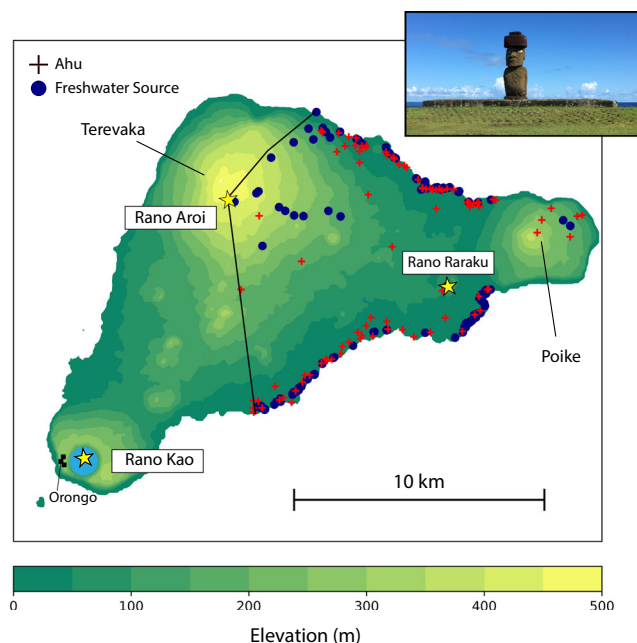 Ahu
Freshwater Source
Terevaka
Rano Aroi
Rano Raraku
Poike
Rano Kao
Orongo
10 km
0 100 200 300 400 500
Elevation (m)